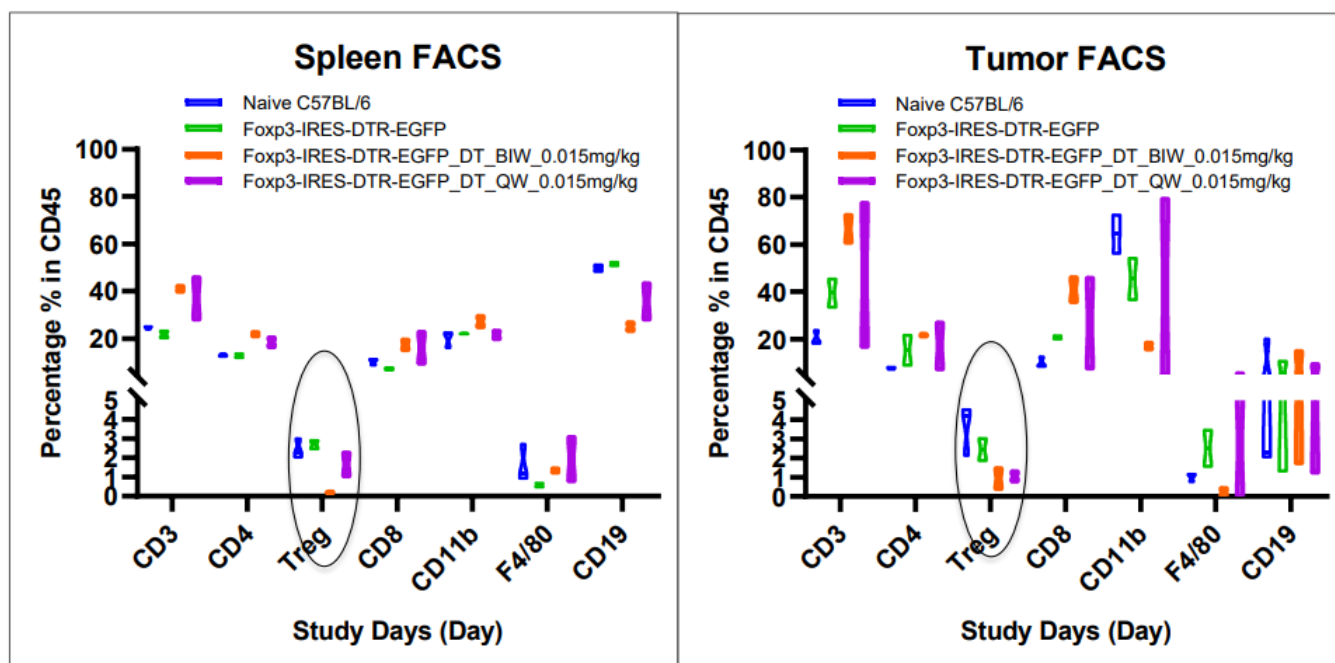 Spleen FACS
Naive C57BL/6
Foxp3-IRES-DTR-EGFP
Foxp3-IRES-DTR-EGFP_DT_BIW_0.015mg/kg
Foxp3-IRES-DTR-EGFP_DT_QW_0.015mg/kg
Percentage % in CD45
100
80
60
40
20
5
4
3
2
1
0
CD3
CD4
Treg
CD8
CD11b
F4/80
CD19
Study Days (Day)
Tumor FACS
Naive C57BL/6
Foxp3-IRES-DTR-EGFP
Foxp3-IRES-DTR-EGFP_DT_BIW_0.015mg/kg
Foxp3-IRES-DTR-EGFP_DT_QW_0.015mg/kg
Percentage % in CD45
100
80
60
40
20
5
4
3
2
1
0
CD3
CD4
Treg
CD8
CD11b
F4/80
CD19
Study Days (Day)